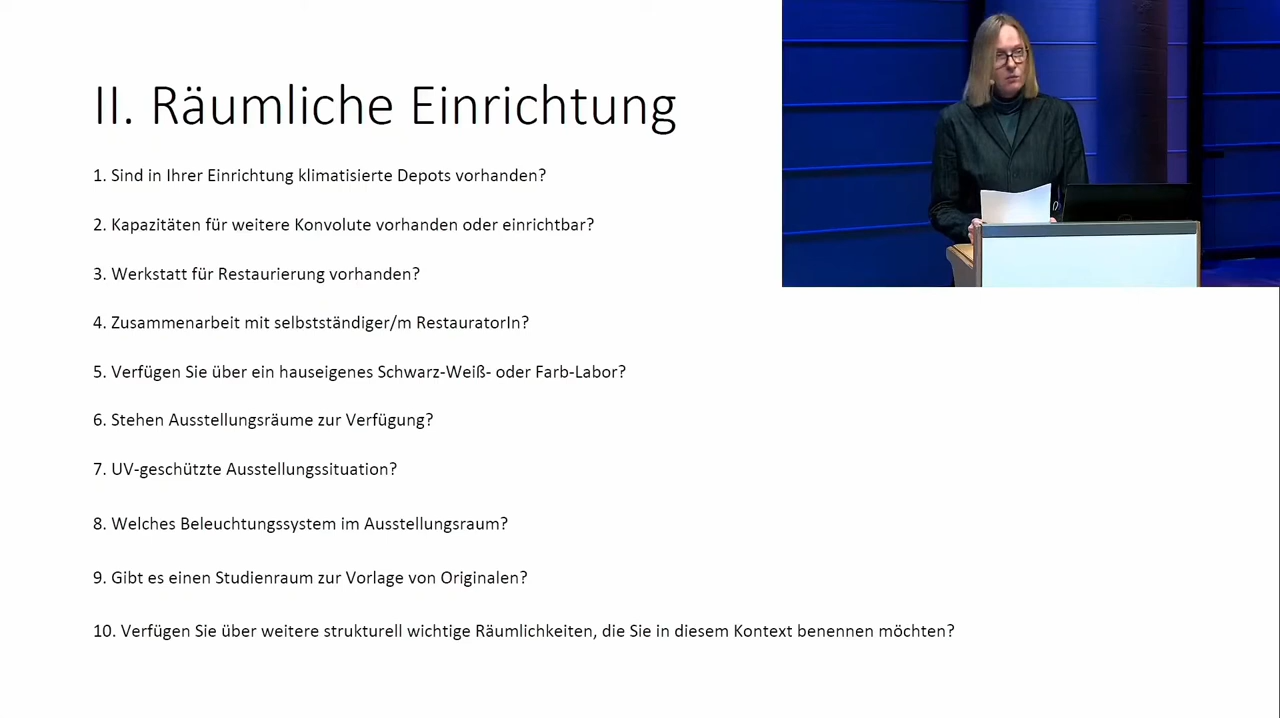 II. Räumliche Einrichtung
1. Sind in Ihrer Einrichtung klimatisierte Depots vorhanden?
2. Kapazitäten für weitere Konvolute vorhanden oder einrichtbar?
3. Werkstatt für Restaurierung vorhanden?
4. Zusammenarbeit mit selbstständiger/m RestauratorIn?
5. Verfügen Sie über ein hauseigenes Schwarz-Weiß- oder Farb-Labor?
6. Stehen Ausstellungsräume zur Verfügung?
7. UV-geschützte Ausstellungssituation?
8. Welches Beleuchtungssystem im Ausstellungsraum?
9. Gibt es einen Studienraum zur Vorlage von Originalen?
10. Verfügen Sie über weitere strukturell wichtige Räumlichkeiten, die Sie in diesem Kontext benennen möchten?